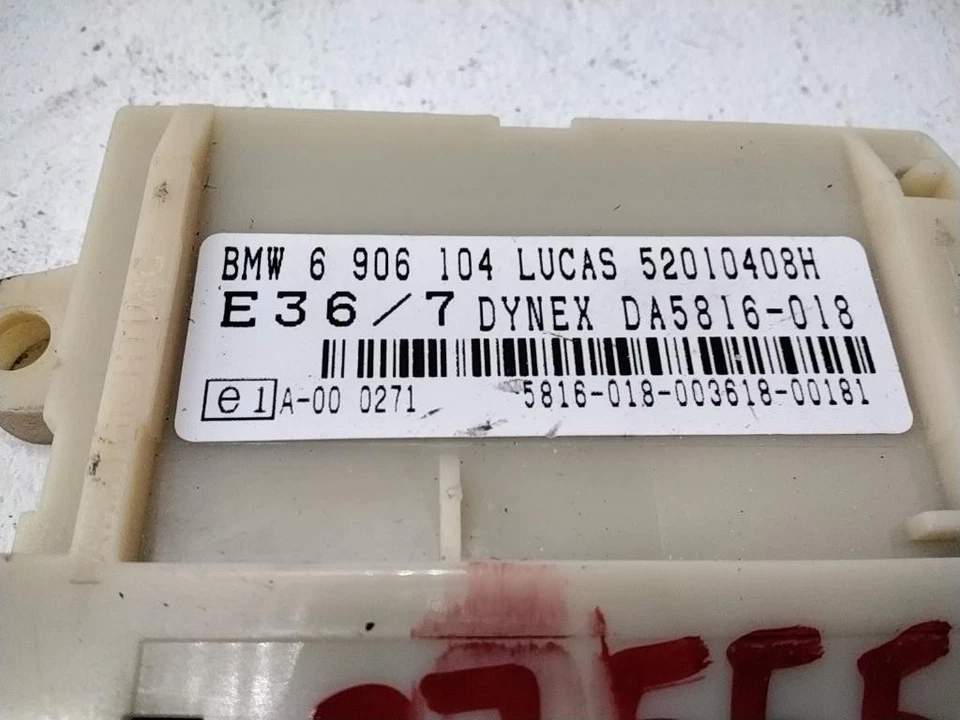 BMW 6 906 104 LUCAS 52010408H
E36/7 DYNEX DA5816-018
e1 A-00 0271 5816-018-003618-00181